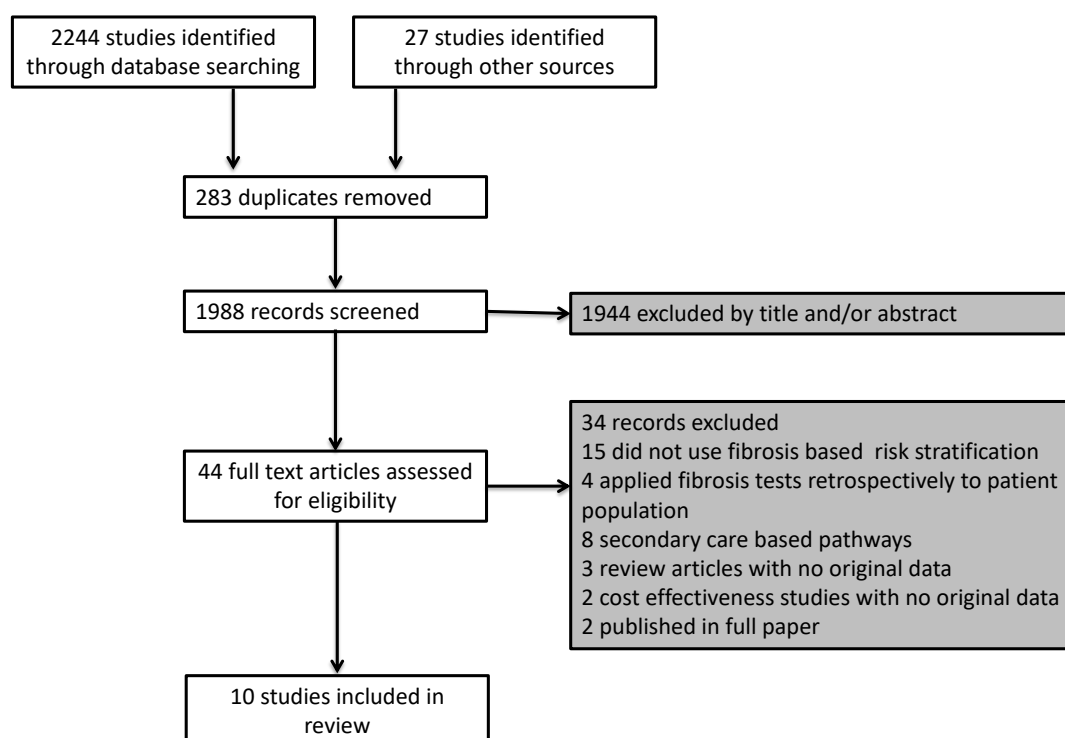 2244 studies identified
through database searching
27 studies identified
through other sources
283 duplicates removed
1988 records screened
1944 excluded by title and/or abstract
44 full text articles assessed
for eligibility
34 records excluded
15 did not use fibrosis based risk stratification
4 applied fibrosis tests retrospectively to patient
population
8 secondary care based pathways
3 review articles with no original data
2 cost effectiveness studies with no original data
2 published in full paper
10 studies included in
review